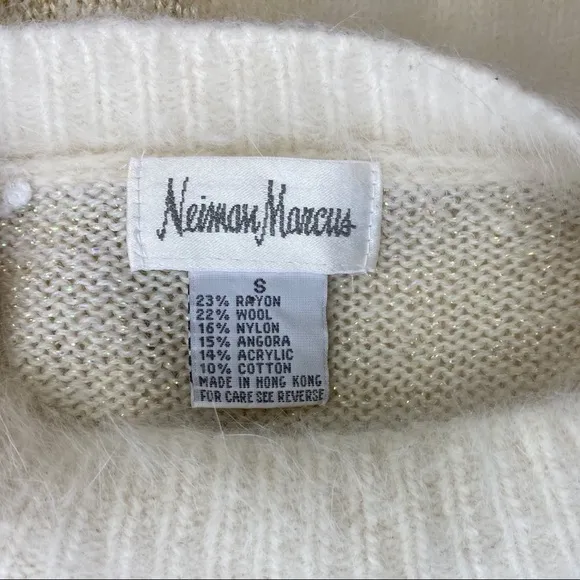 Neiman Marcus
S
23% RAYON
22% WOOL
16% NYLON
15% ANGORA
14% ACRYLIC
10% COTTON
MADE IN HONG KONG
FOR CARE SEE REVERSE